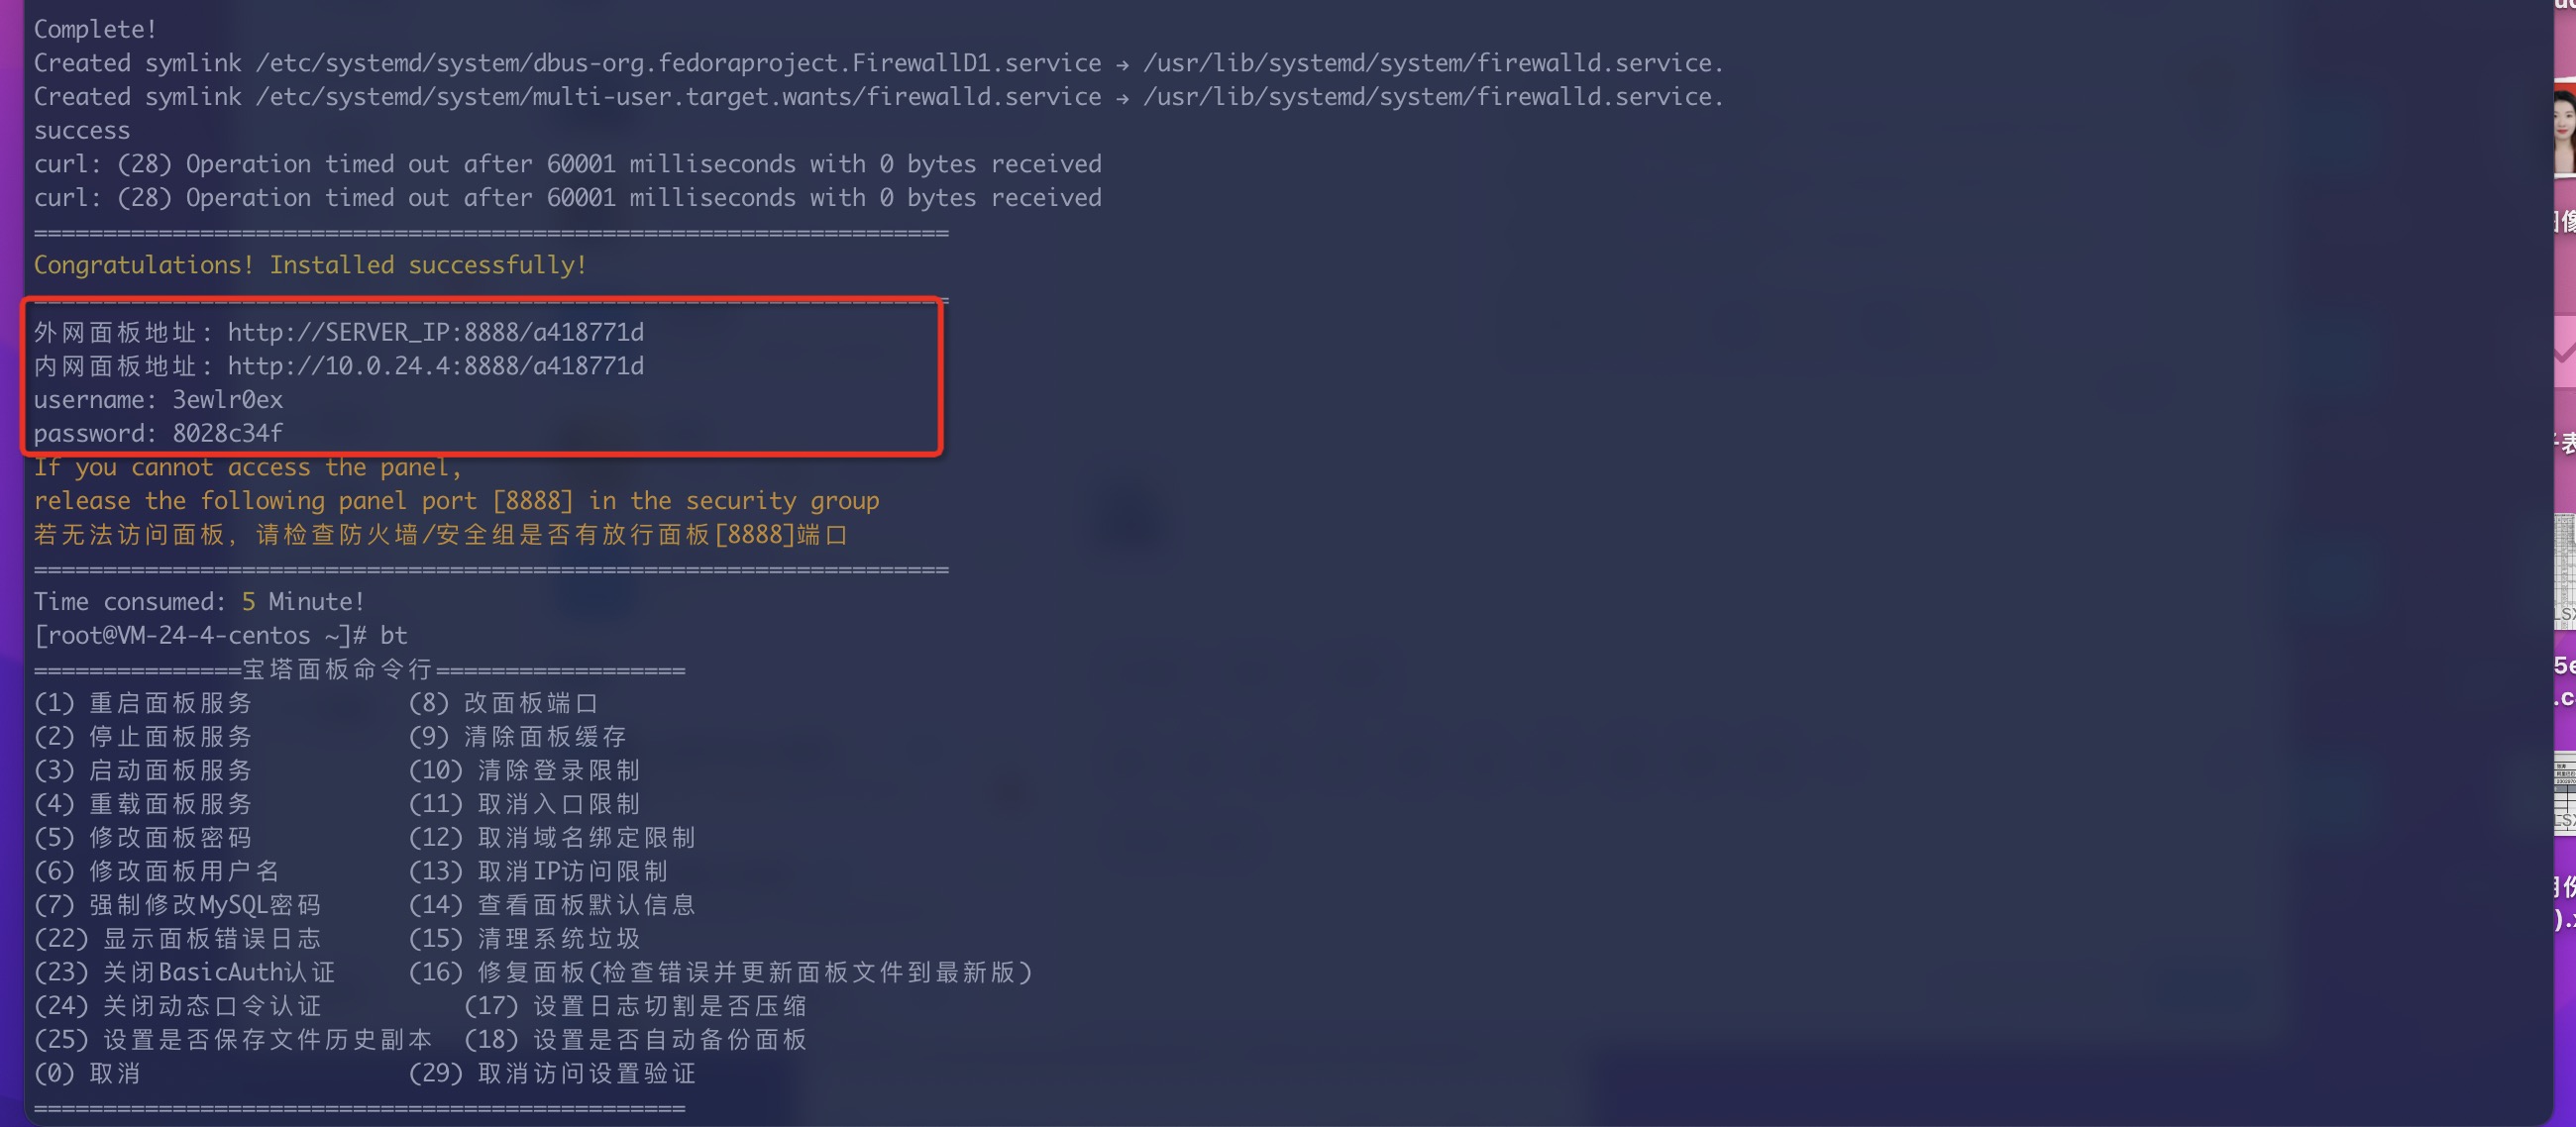 Complete!
Created symlink /etc/systemd/system/dbus-org.fedoraproject.FirewallD1.service → /usr/lib/systemd/system/firewalld.service.
Created symlink /etc/systemd/system/multi-user.target.wants/firewalld.service → /usr/lib/systemd/system/firewalld.service.
success
curl: (28) Operation timed out after 60001 milliseconds with 0 bytes received
curl: (28) Operation timed out after 60001 milliseconds with 0 bytes received
==================================================================
Congratulations! Installed successfully!
==================================================================
外网面板地址: http://SERVER_IP:8888/a418771d
内网面板地址: http://10.0.24.4:8888/a418771d
username: 3ewlr0ex
password: 8028c34f
If you cannot access the panel,
release the following panel port [8888] in the security group
若无法访问面板，请检查防火墙/安全组是否有放行面板[8888]端口
==================================================================
Time consumed: 5 Minute!
[root@VM-24-4-centos ~]# bt
===============宝塔面板命令行==================
(1) 重启面板服务 (8) 改面板端口
(2) 停止面板服务 (9) 清除面板缓存
(3) 启动面板服务 (10) 清除登录限制
(4) 重载面板服务 (11) 取消入口限制
(5) 修改面板密码 (12) 取消域名绑定限制
(6) 修改面板用户名 (13) 取消IP访问限制
(7) 强制修改MySQL密码 (14) 查看面板默认信息
(22) 显示面板错误日志 (15) 清理系统垃圾
(23) 关闭BasicAuth认证 (16) 修复面板(检查错误并更新面板文件到最新版)
(24) 关闭动态口令认证 (17) 设置日志切割是否压缩
(25) 设置是否保存文件历史副本 (18) 设置是否自动备份面板
(0) 取消 (29) 取消访问设置验证
===============================================